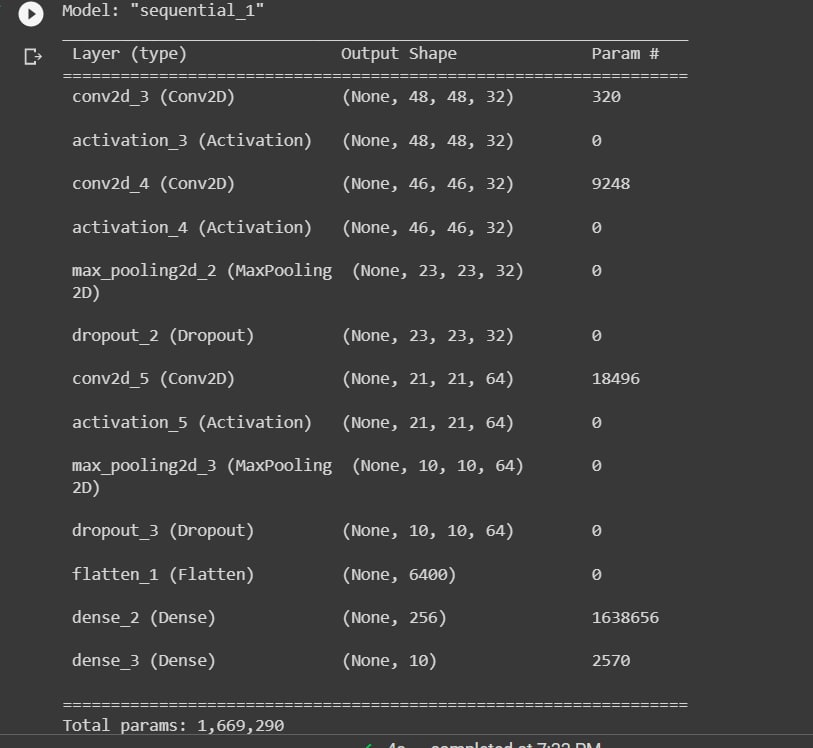 Model: "sequential_1"
Layer (type) Output Shape Param #
conv2d_3 (Conv2D) (None, 48, 48, 32) 320
activation_3 (Activation) (None, 48, 48, 32) 0
conv2d_4 (Conv2D) (None, 46, 46, 32) 9248
activation_4 (Activation) (None, 46, 46, 32) 0
max_pooling2d_2 (MaxPooling (None, 23, 23, 32) 0
2D)
dropout_2 (Dropout) (None, 23, 23, 32) 0
conv2d_5 (Conv2D) (None, 21, 21, 64) 18496
activation_5 (Activation) (None, 21, 21, 64) 0
max_pooling2d_3 (MaxPooling (None, 10, 10, 64) 0
2D)
dropout_3 (Dropout) (None, 10, 10, 64) 0
flatten_1 (Flatten) (None, 6400) 0
dense_2 (Dense) (None, 256) 1638656
dense_3 (Dense) (None, 10) 2570
Total params: 1,669,290
completed at 7:22 PM